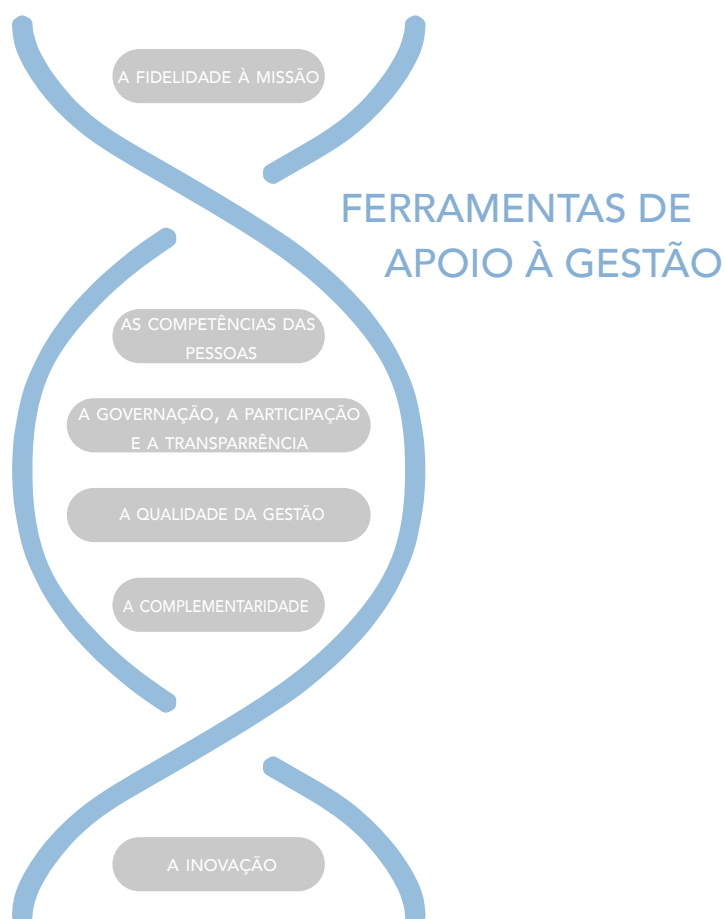 A FIDELIDADE À MISSÃO
FERRAMENTAS DE
APOIO À GESTÃO
AS COMPETÊNCIAS DAS
PESSOAS
A GOVERNAÇÃO, A PARTICIPAÇÃO
E A TRANSPARRÊNCIA
A QUALIDADE DA GESTÃO
A COMPLEMENTARIDADE
A INOVAÇÃO